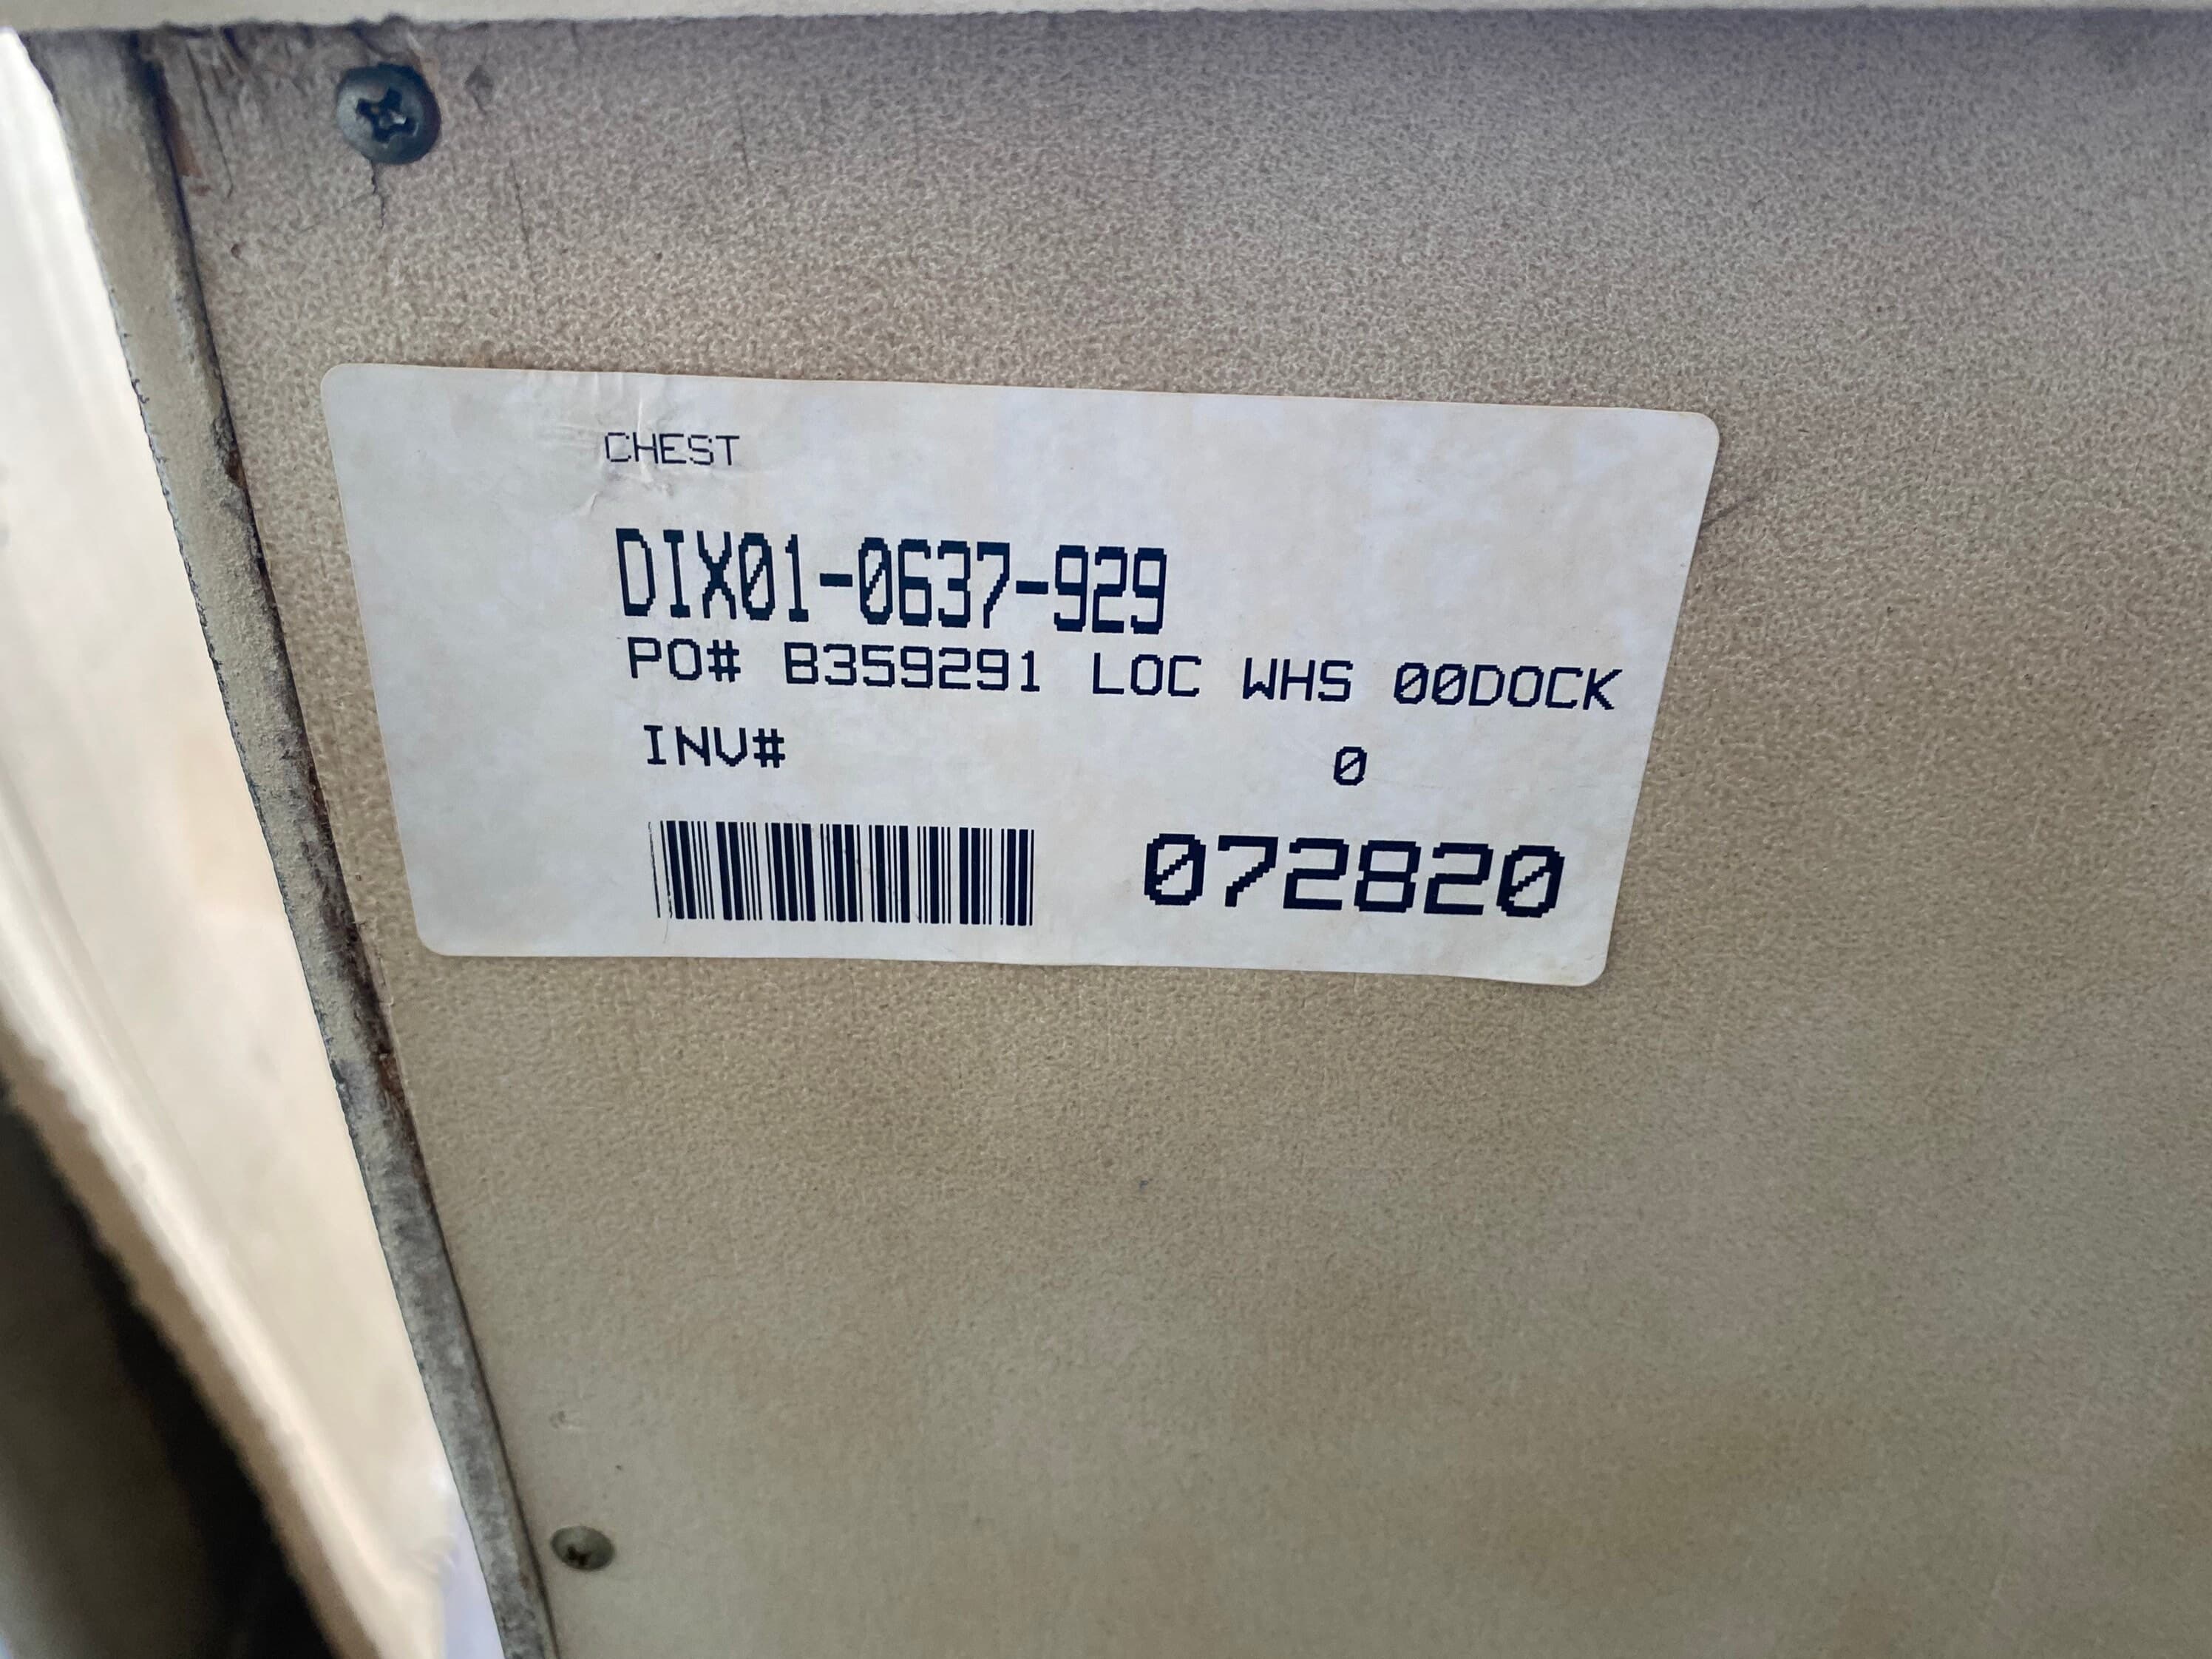 CHEST
DIX01-0637-929
PO# B359291 LOC WHS 00DOCK
INV# 0
072820